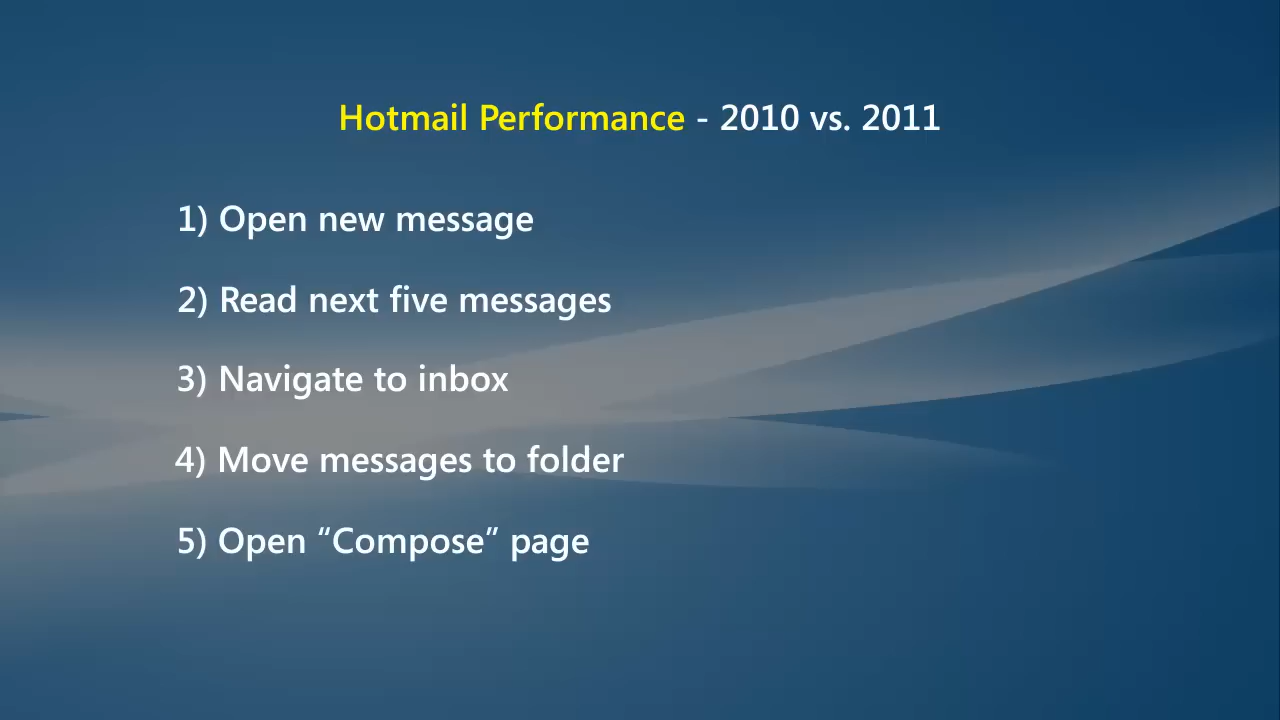 Hotmail Performance - 2010 vs. 2011
1) Open new message
2) Read next five messages
3) Navigate to inbox
4) Move messages to folder
5) Open “Compose” page